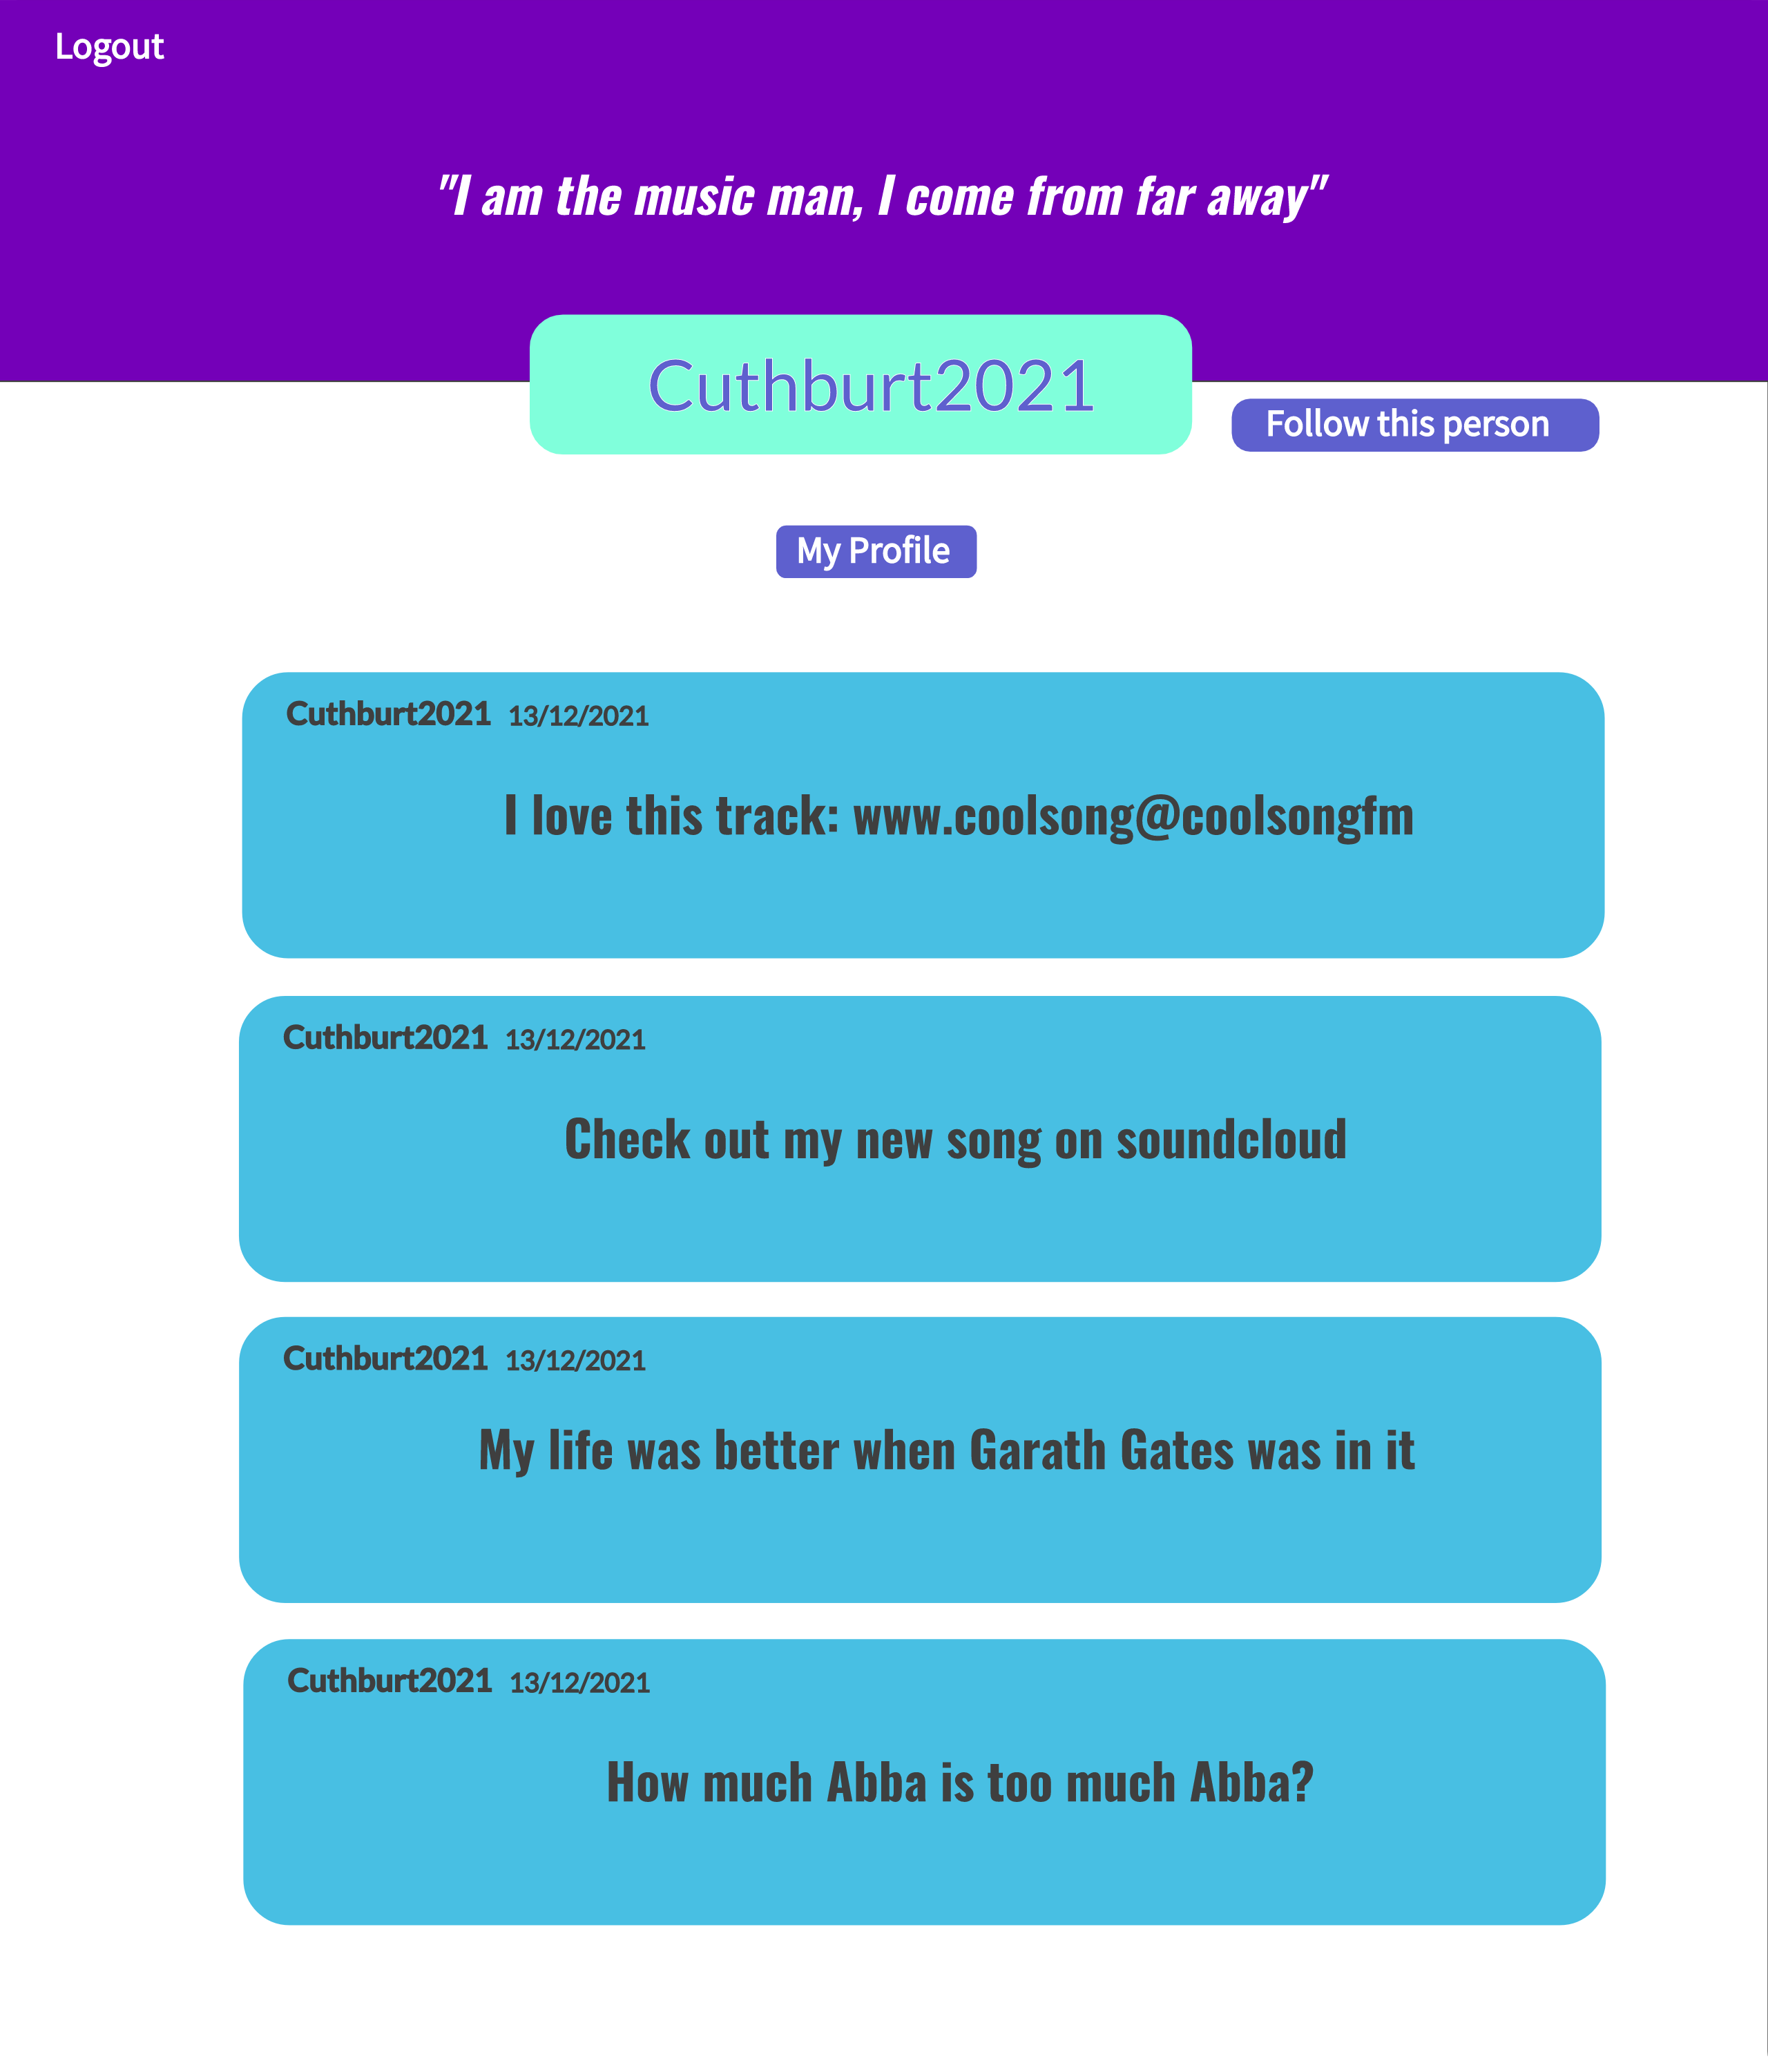 Logout
"I am the music man, I come from far away"
Cuthburt2021
Follow this person
My Profile
Cuthburt2021 13/12/2021
I love this track: www.coolsong@coolsongfm
Cuthburt2021 13/12/2021
Check out my new song on soundcloud
Cuthburt2021 13/12/2021
My life was better when Garath Gates was in it
Cuthburt2021 13/12/2021
How much Abba is too much Abba?